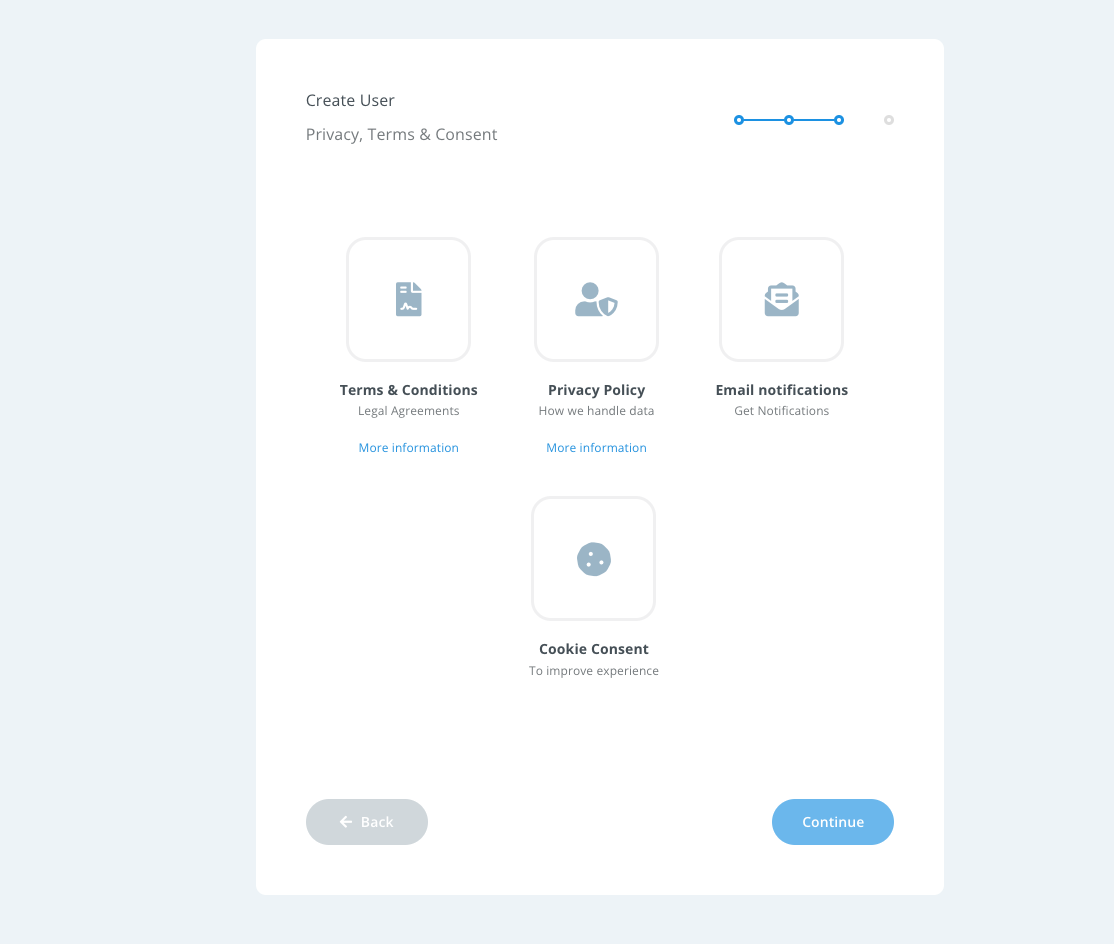 Create User
Privacy, Terms & Consent
Terms & Conditions
Legal Agreements
More information
Privacy Policy
How we handle data
More information
Email notifications
Get Notifications
Cookie Consent
To improve experience
Back
Continue